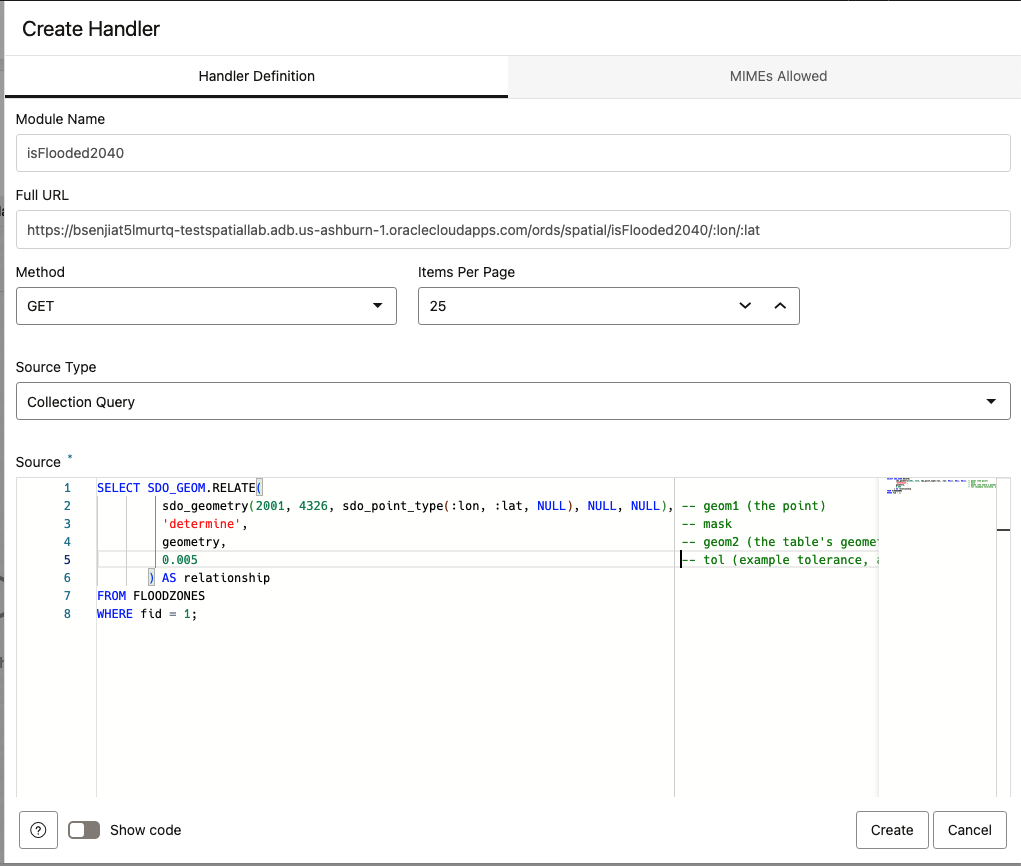 Create Handler
Handler Definition
MIMEs Allowed
Module Name
isFlooded2040
Full URL
https://bsenjiat5lmurtq-testspatiallab.adb.us-ashburn-1.oraclecloudapps.com/ords/spatial/isFlooded2040/:lon/:lat
Method
Items Per Page
GET
25
Source Type
Collection Query
Source *
1 SELECT SDO_GEOM.RELATE(
2 sdo_geometry(2001, 4326, sdo_point_type(:lon, :lat, NULL), NULL, NULL), -- geom1 (the point)
3 'determine', -- mask
4 geometry, -- geom2 (the table's geome
5 0.005 -- tol (example tolerance,
6 ) AS relationship
7 FROM FLOODZONES
8 WHERE fid = 1;
Show code
Create
Cancel